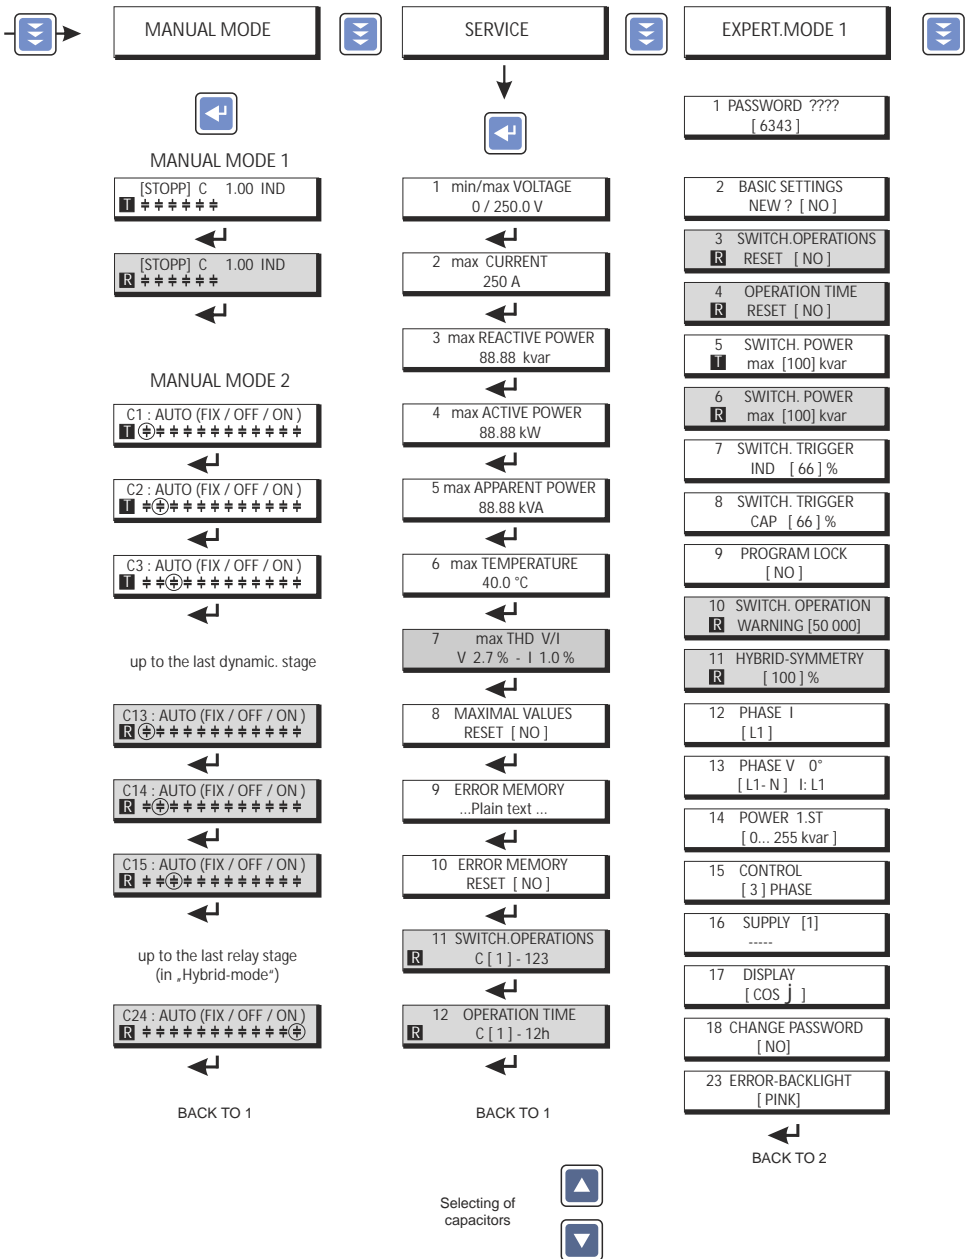 MANUAL MODE
SERVICE
EXPERT.MODE 1
MANUAL MODE 1
[STOPP] C 1.00 IND
T
[STOPP] C 1.00 IND
R
MANUAL MODE 2
C1 : AUTO (FIX / OFF / ON )
T
C2 : AUTO (FIX / OFF / ON )
T
C3 : AUTO (FIX / OFF / ON )
T
up to the last dynamic. stage
C13 : AUTO (FIX / OFF / ON )
R
C14 : AUTO (FIX / OFF / ON )
R
C15 : AUTO (FIX / OFF / ON )
R
up to the last relay stage
(in „Hybrid-mode“)
C24 : AUTO (FIX / OFF / ON )
R
BACK TO 1
1 min/max VOLTAGE
0 / 250.0 V
2 max CURRENT
250 A
3 max REACTIVE POWER
88.88 kvar
4 max ACTIVE POWER
88.88 kW
5 max APPARENT POWER
88.88 kVA
6 max TEMPERATURE
40.0 °C
7 max THD V/I
V 2.7 % - I 1.0 %
8 MAXIMAL VALUES
RESET [ NO ]
9 ERROR MEMORY
...Plain text ...
10 ERROR MEMORY
RESET [ NO ]
11 SWITCH.OPERATIONS
R C [ 1 ] - 123
12 OPERATION TIME
R C [ 1 ] - 12h
BACK TO 1
Selecting of
capacitors
1 PASSWORD ????
[ 6343 ]
2 BASIC SETTINGS
NEW ? [ NO ]
3 SWITCH.OPERATIONS
R RESET [ NO ]
4 OPERATION TIME
R RESET [ NO ]
5 SWITCH. POWER
T max [100] kvar
6 SWITCH. POWER
R max [100] kvar
7 SWITCH. TRIGGER
IND [ 66 ] %
8 SWITCH. TRIGGER
CAP [ 66 ] %
9 PROGRAM LOCK
[ NO ]
10 SWITCH. OPERATION
R WARNING [50 000]
11 HYBRID-SYMMETRY
R [ 100 ] %
12 PHASE I
[ L1 ]
13 PHASE V 0°
[ L1- N ] I: L1
14 POWER 1.ST
[ 0... 255 kvar ]
15 CONTROL
[ 3 ] PHASE
16 SUPPLY [1]
-----
17 DISPLAY
[ COS j ]
18 CHANGE PASSWORD
[ NO]
23 ERROR-BACKLIGHT
[ PINK]
BACK TO 2